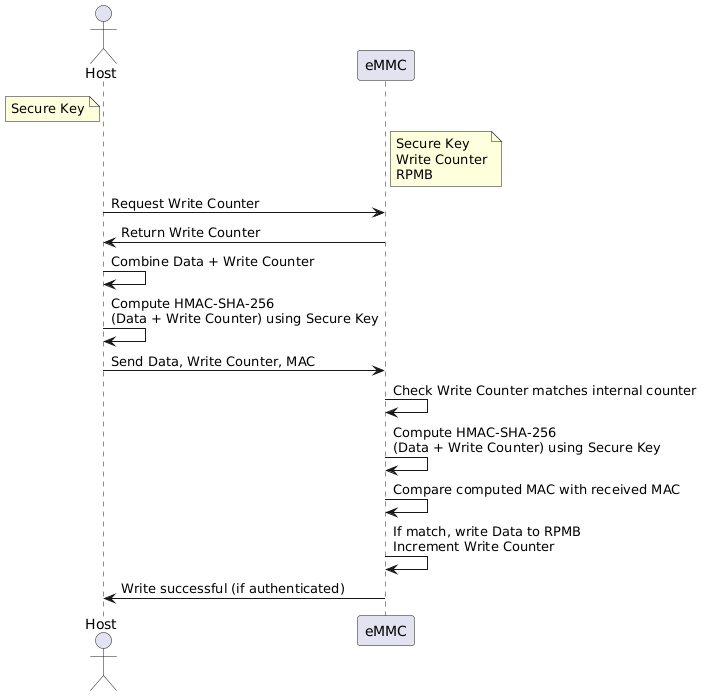 Host
eMMC
Secure Key
Secure Key
Write Counter
RPMB
Request Write Counter
Return Write Counter
Combine Data + Write Counter
Compute HMAC-SHA-256
(Data + Write Counter) using Secure Key
Send Data, Write Counter, MAC
Check Write Counter matches internal counter
Compute HMAC-SHA-256
(Data + Write Counter) using Secure Key
Compare computed MAC with received MAC
If match, write Data to RPMB
Increment Write Counter
Write successful (if authenticated)
Host
eMMC